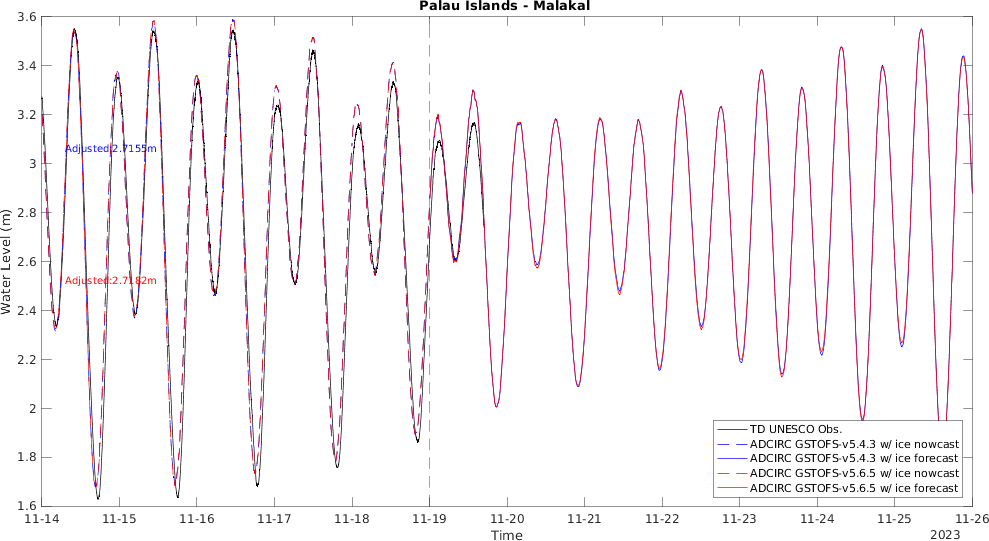 Palau Islands - Malakal
3.6
3.4
3.2
3
2.8
2.6
2.4
2.2
2
1.8
1.6
Water Level (m)
Adjusted:2.7155m
Adjusted:2.7182m
TD UNESCO Obs.
ADCIRC GSTOFS-v5.4.3 w/ ice nowcast
ADCIRC GSTOFS-v5.4.3 w/ ice forecast
ADCIRC GSTOFS-v5.6.5 w/ ice nowcast
ADCIRC GSTOFS-v5.6.5 w/ ice forecast
11-14 11-15 11-16 11-17 11-18 11-19 11-20 11-21 11-22 11-23 11-24 11-25 11-26
Time
2023